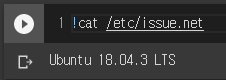 1 !cat /etc/issue.net
Ubuntu 18.04.3 LTS